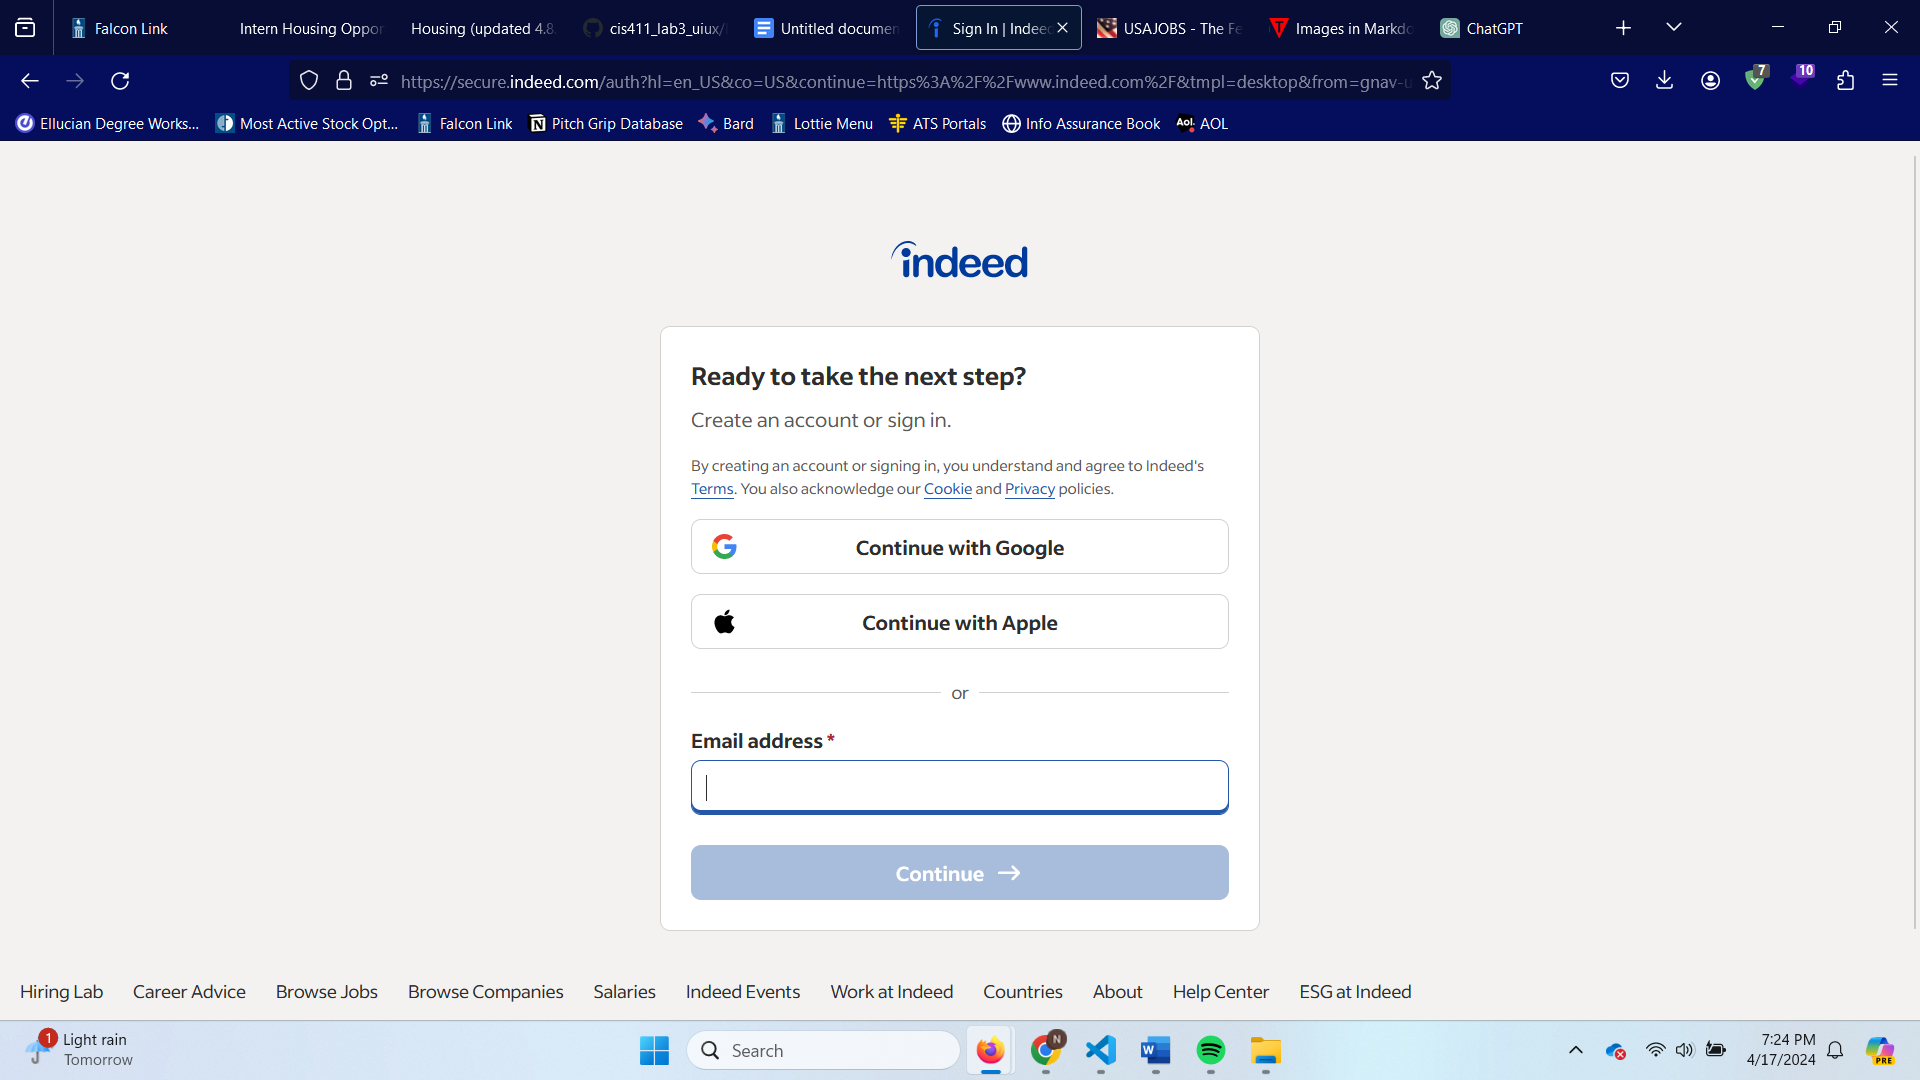 Falcon Link
Intern Housing Oppor
Housing (updated 4.8.
cis411_lab3_uiux/
Untitled documen
Sign In | Indeed
USAJOBS - The Fe
Images in Markdo
ChatGPT
https://secure.indeed.com/auth?hl=en_US&co=US&continue=https%3A%2F%2Fwww.indeed.com%2F&tmpl=desktop&from=gnav-u
7
10
Ellucian Degree Works...
Most Active Stock Opt...
Falcon Link
Pitch Grip Database
Bard
Lottie Menu
ATS Portals
Info Assurance Book
Aol.
AOL
indeed
Ready to take the next step?
Create an account or sign in.
By creating an account or signing in, you understand and agree to Indeed's
Terms. You also acknowledge our Cookie and Privacy policies.
Continue with Google
Continue with Apple
or
Email address *
Continue
Hiring Lab
Career Advice
Browse Jobs
Browse Companies
Salaries
Indeed Events
Work at Indeed
Countries
About
Help Center
ESG at Indeed
1
Light rain
Tomorrow
Search
N
W
7:24 PM
4/17/2024
PRE